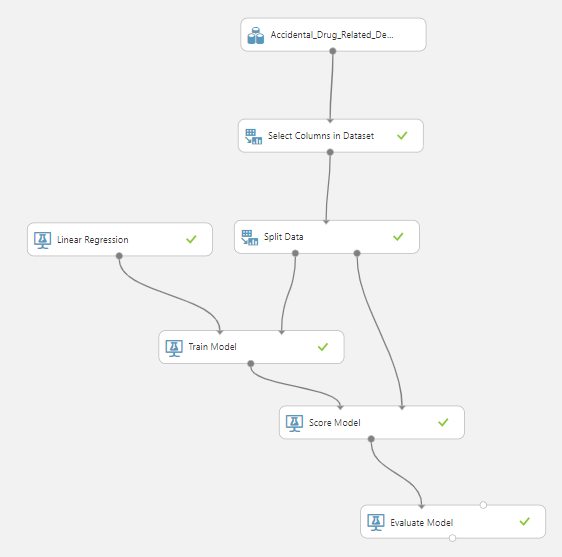 Accidental_Drug_Related_De...
Select Columns in Dataset
Linear Regression
Split Data
Train Model
Score Model
Evaluate Model